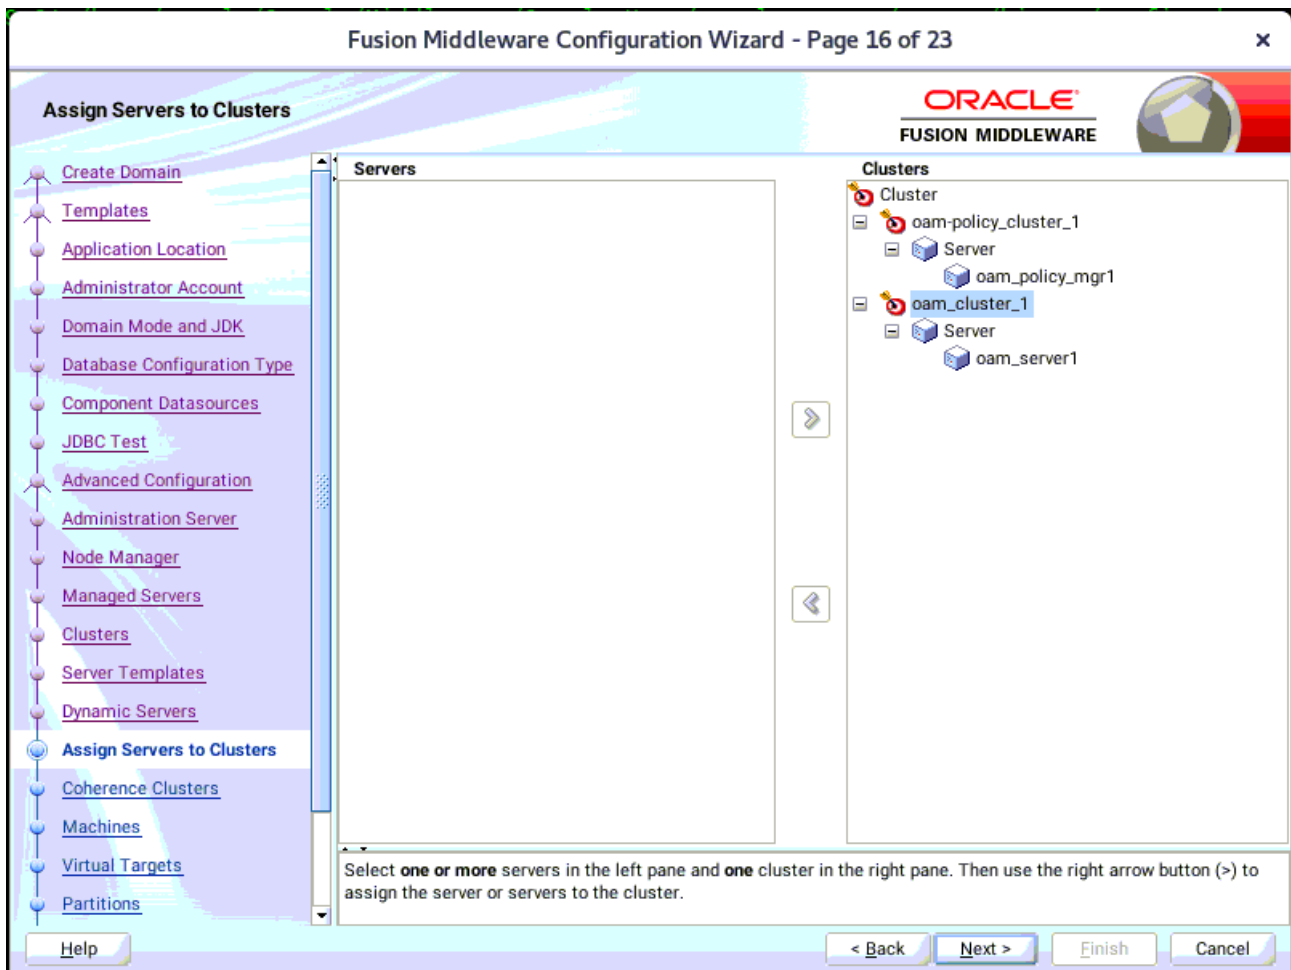 Fusion Middleware Configuration Wizard - Page 16 of 23
Assign Servers to Clusters
ORACLE
FUSION MIDDLEWARE
Create Domain
Templates
Application Location
Administrator Account
Domain Mode and JDK
Database Configuration Type
Component Datasources
JDBC Test
Advanced Configuration
Administration Server
Node Manager
Managed Servers
Clusters
Server Templates
Dynamic Servers
Assign Servers to Clusters
Coherence Clusters
Machines
Virtual Targets
Partitions
Servers
Clusters
Cluster
oam-policy_cluster_1
Server
oam_policy_mgr1
oam_cluster_1
Server
oam_server1
Select one or more servers in the left pane and one cluster in the right pane. Then use the right arrow button (>) to
assign the server or servers to the cluster.
Help
< Back
Next >
Finish
Cancel